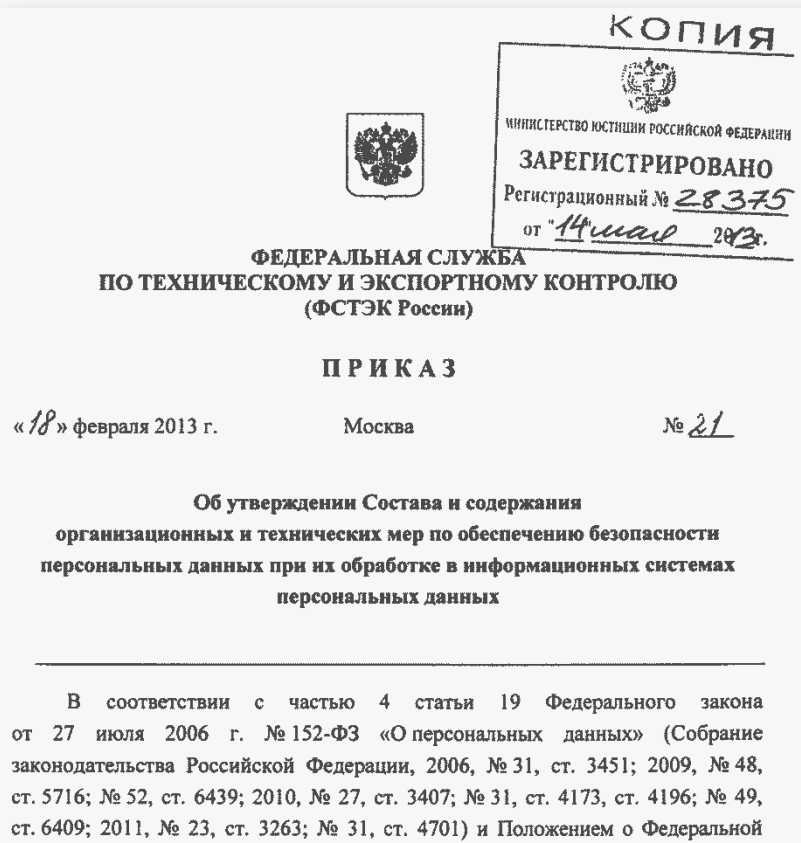 КОПИЯ
МИНИСТЕРСТВО ЮСТИЦИИ РОССИЙСКОЙ ФЕДЕРАЦИИ
ЗАРЕГИСТРИРОВАНО
Регистрационный № 28375
от "14" мая 2013г.
ФЕДЕРАЛЬНАЯ СЛУЖБА
ПО ТЕХНИЧЕСКОМУ И ЭКСПОРТНОМУ КОНТРОЛЮ
(ФСТЭК России)
ПРИКАЗ
«18» февраля 2013 г. Москва № 21
Об утверждении Состава и содержания
организационных и технических мер по обеспечению безопасности
персональных данных при их обработке в информационных системах
персональных данных
В соответствии с частью 4 статьи 19 Федерального закона
от 27 июля 2006 г. № 152-ФЗ «О персональных данных» (Собрание
законодательства Российской Федерации, 2006, № 31, ст. 3451; 2009, № 48,
ст. 5716; № 52, ст. 6439; 2010, № 27, ст. 3407; № 31, ст. 4173, ст. 4196; № 49,
ст. 6409; 2011, № 23, ст. 3263; № 31, ст. 4701) и Положением о Федеральной